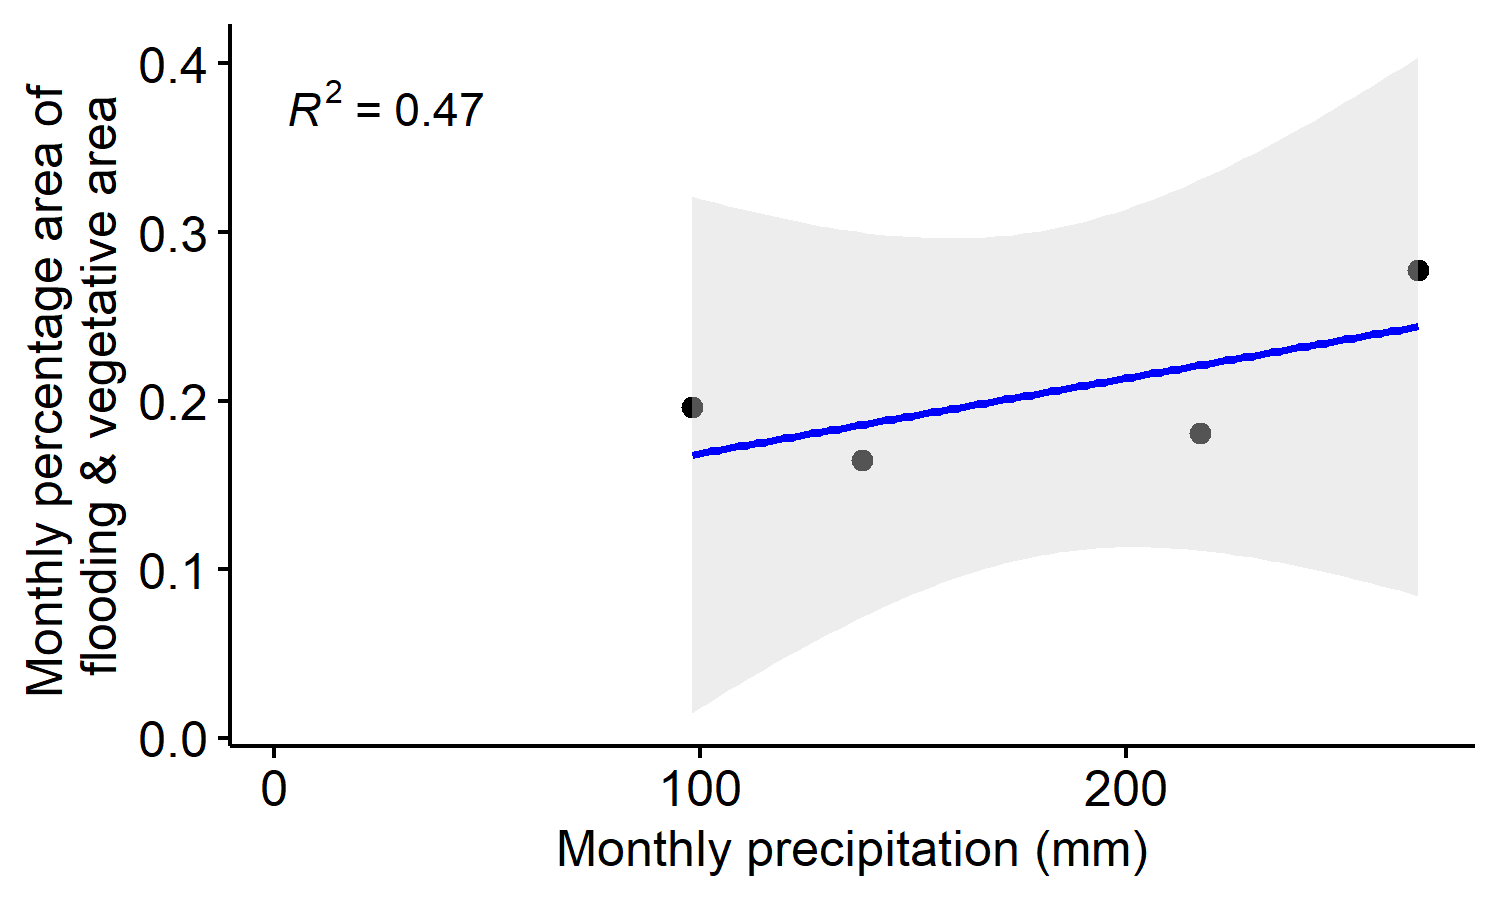 Monthly percentage area of
flooding & vegetative area
0.4
0.3
0.2
0.1
0.0
R² = 0.47
0 100 200
Monthly precipitation (mm)